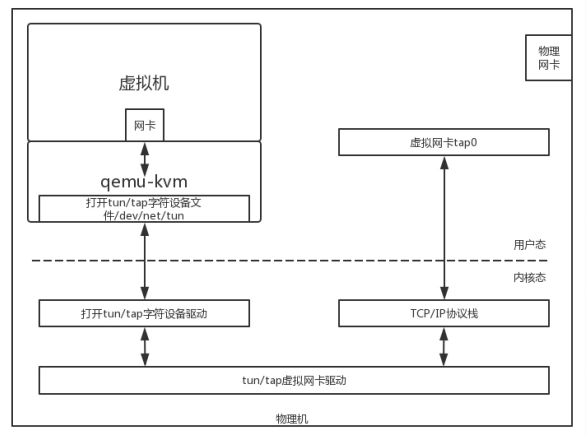 虚拟机
物理
网卡
网卡
虚拟网卡tap0
qemu-kvm
打开tun/tap字符设备文
件/dev/net/tun
用户态
内核态
打开tun/tap字符设备驱动
TCP/IP协议栈
tun/tap虚拟网卡驱动
物理机